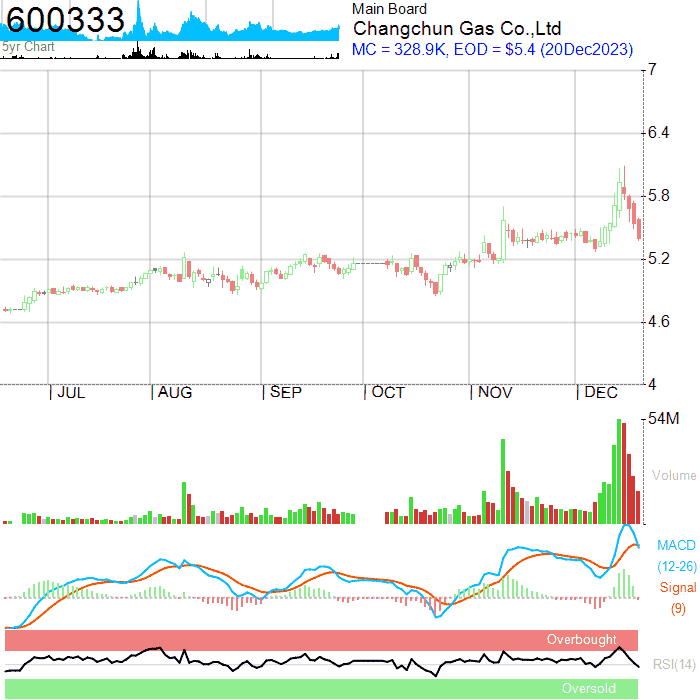 600333
5yr Chart
Main Board
Changchun Gas Co.,Ltd
MC = 328.9K, EOD = $5.4 (20Dec2023)
7
6.4
5.8
5.2
4.6
4
JUL AUG SEP OCT NOV DEC
54M
Volume
MACD
(12-26)
Signal
(9)
Overbought
RSI(14)
Oversold